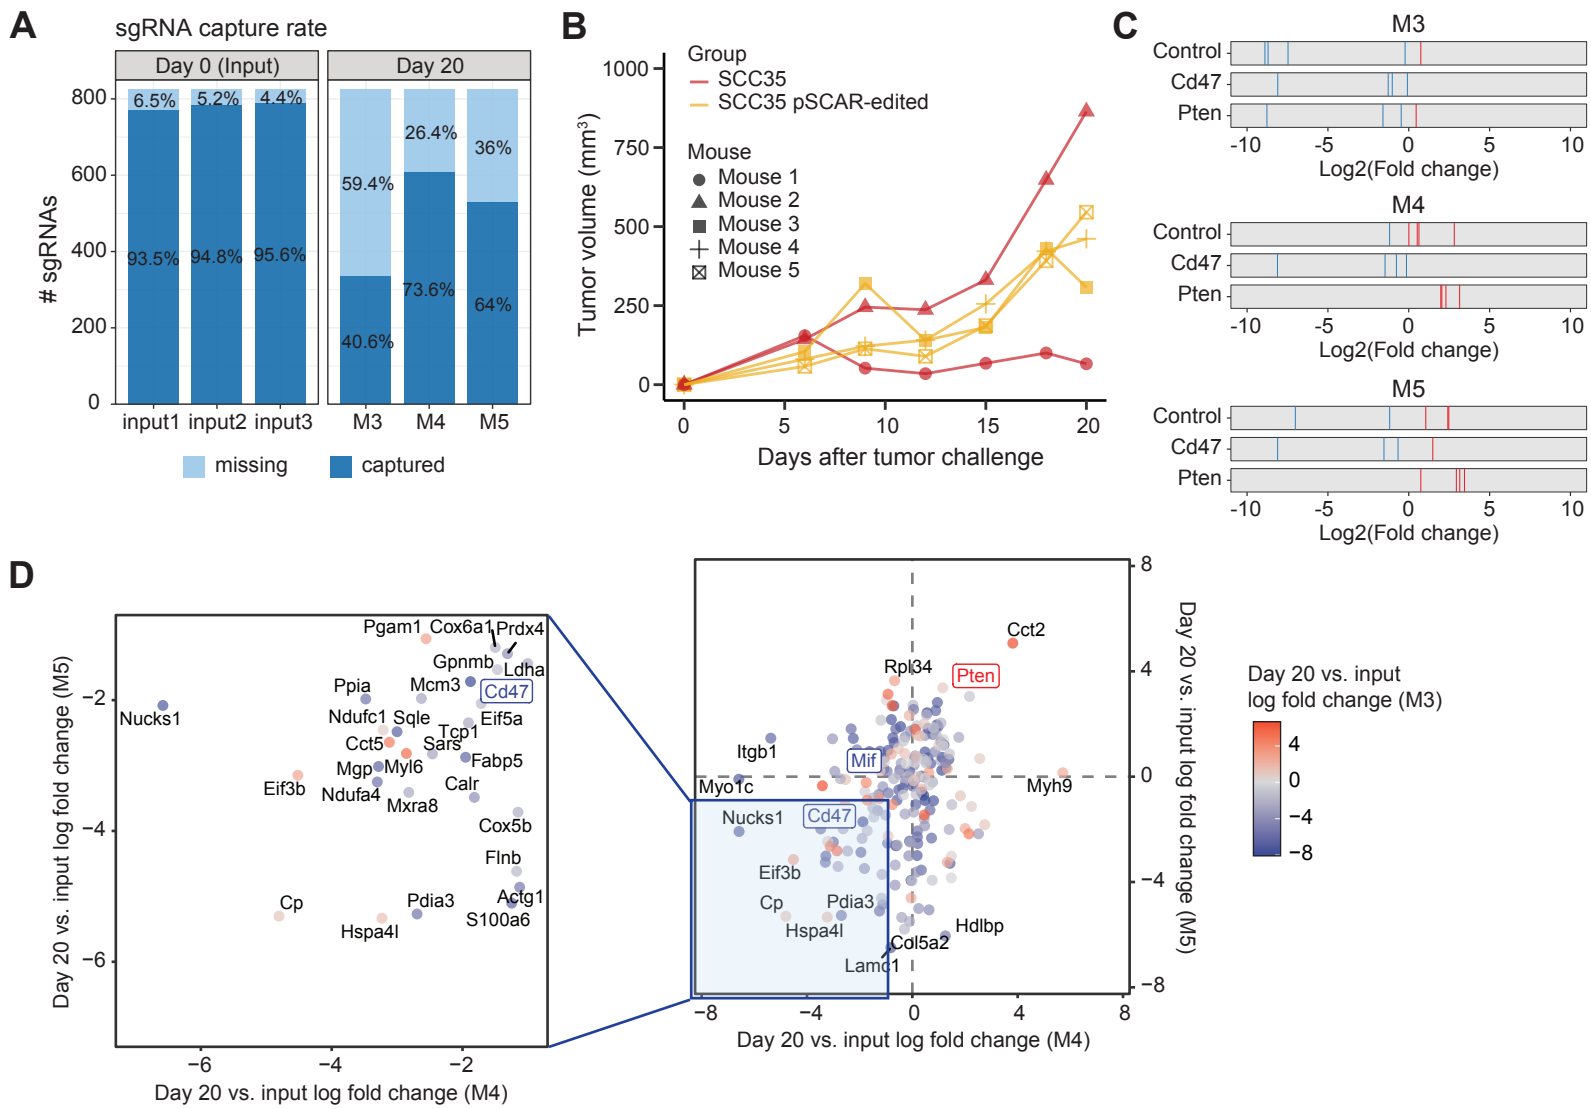 A
sgRNA capture rate
Day 0 (Input)
Day 20
# sgRNAs
800
600
400
200
0
6.5%
5.2%
4.4%
93.5%
94.8%
95.6%
59.4%
26.4%
36%
40.6%
73.6%
64%
input1
input2
input3
M3
M4
M5
missing
captured
B
Group
SCC35
SCC35 pSCAR-edited
Mouse
Mouse 1
Mouse 2
Mouse 3
Mouse 4
Mouse 5
Tumor volume (mm³)
1000
750
500
250
0
0
5
10
15
20
Days after tumor challenge
C
M3
Control
Cd47
Pten
-10
-5
0
5
10
Log2(Fold change)
M4
Control
Cd47
Pten
-10
-5
0
5
10
Log2(Fold change)
M5
Control
Cd47
Pten
-10
-5
0
5
10
Log2(Fold change)
D
Day 20 vs. input log fold change (M5)
−2
−4
−6
Pgam1
Cox6a1
Prdx4
Gpnmb
Ldha
Ppia
Mcm3
Cd47
Nucks1
Ndufc1
Sqle
Eif5a
Tcp1
Cct5
Sars
Mgp
Myl6
Fabp5
Eif3b
Ndufa4
Mxra8
Calr
Cox5b
Flnb
Cp
Pdia3
Actg1
S100a6
Hspa4l
−6
−4
−2
Day 20 vs. input log fold change (M4)
Cct2
Rpl34
Pten
Itgb1
Mif
Myo1c
Myh9
Nucks1
Cd47
Eif3b
Cp
Pdia3
Hspa4l
Col5a2
Hdlbp
Lamc1
8
4
0
−4
−8
Day 20 vs. input log fold change (M5)
−8
−4
0
4
8
Day 20 vs. input log fold change (M4)
Day 20 vs. input
log fold change (M3)
4
0
−4
−8